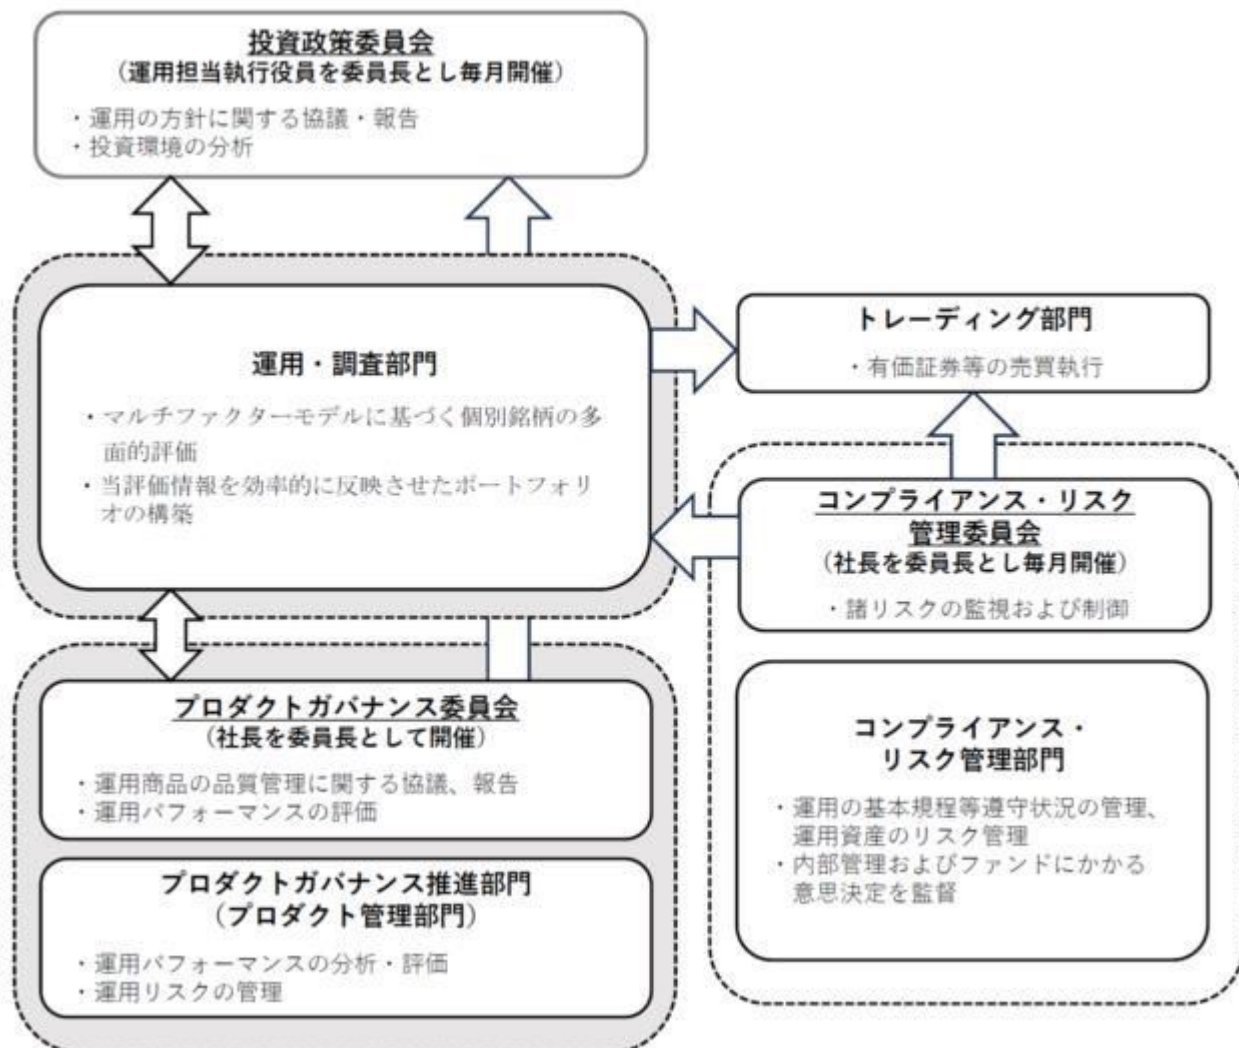 投資政策委員会
（運用担当執行役員を委員長とし毎月開催）
・運用の方針に関する協議・報告
・投資環境の分析
運用・調査部門
・マルチファクターモデルに基づく個別銘柄の多
面的評価
・当評価情報を効率的に反映させたポートフォリ
オの構築
トレーディング部門
・有価証券等の売買執行
コンプライアンス・リスク
管理委員会
（社長を委員長とし毎月開催）
・諸リスクの監視および制御
コンプライアンス・
リスク管理部門
・運用の基本規程等遵守状況の管理、
運用資産のリスク管理
・内部管理およびファンドにかかる
意思決定を監督
プロダクトガバナンス委員会
（社長を委員長として開催）
・運用商品の品質管理に関する協議、報告
・運用パフォーマンスの評価
プロダクトガバナンス推進部門
（プロダクト管理部門）
・運用パフォーマンスの分析・評価
・運用リスクの管理